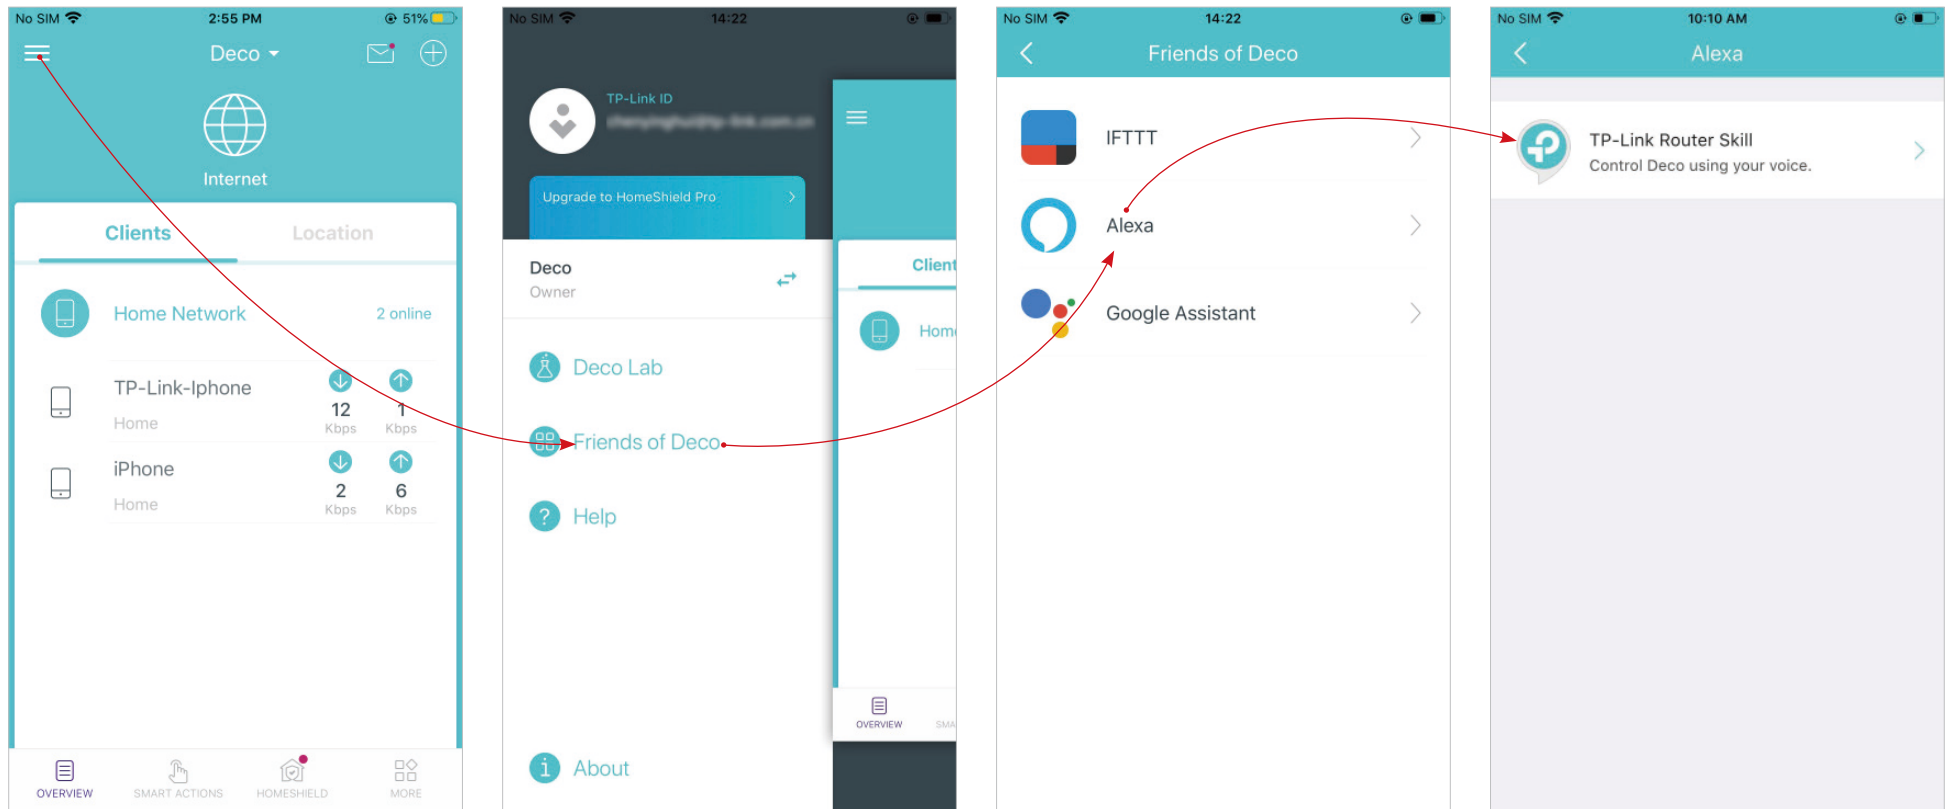 No SIM
2:55 PM
51%
Deco
Internet
Clients
Location
Home Network
2 online
TP-Link-Iphone
Home
12
Kbps
1
Kbps
iPhone
Home
2
Kbps
6
Kbps
OVERVIEW
SMART ACTIONS
HOMESHIELD
MORE
No SIM
14:22
TP-Link ID
Upgrade to HomeShield Pro
Deco
Owner
Deco Lab
Friends of Deco
Help
About
Client
Hom
OVERVIEW
SMA
No SIM
14:22
Friends of Deco
IFTTT
Alexa
Google Assistant
No SIM
10:10 AM
Alexa
TP-Link Router Skill
Control Deco using your voice.